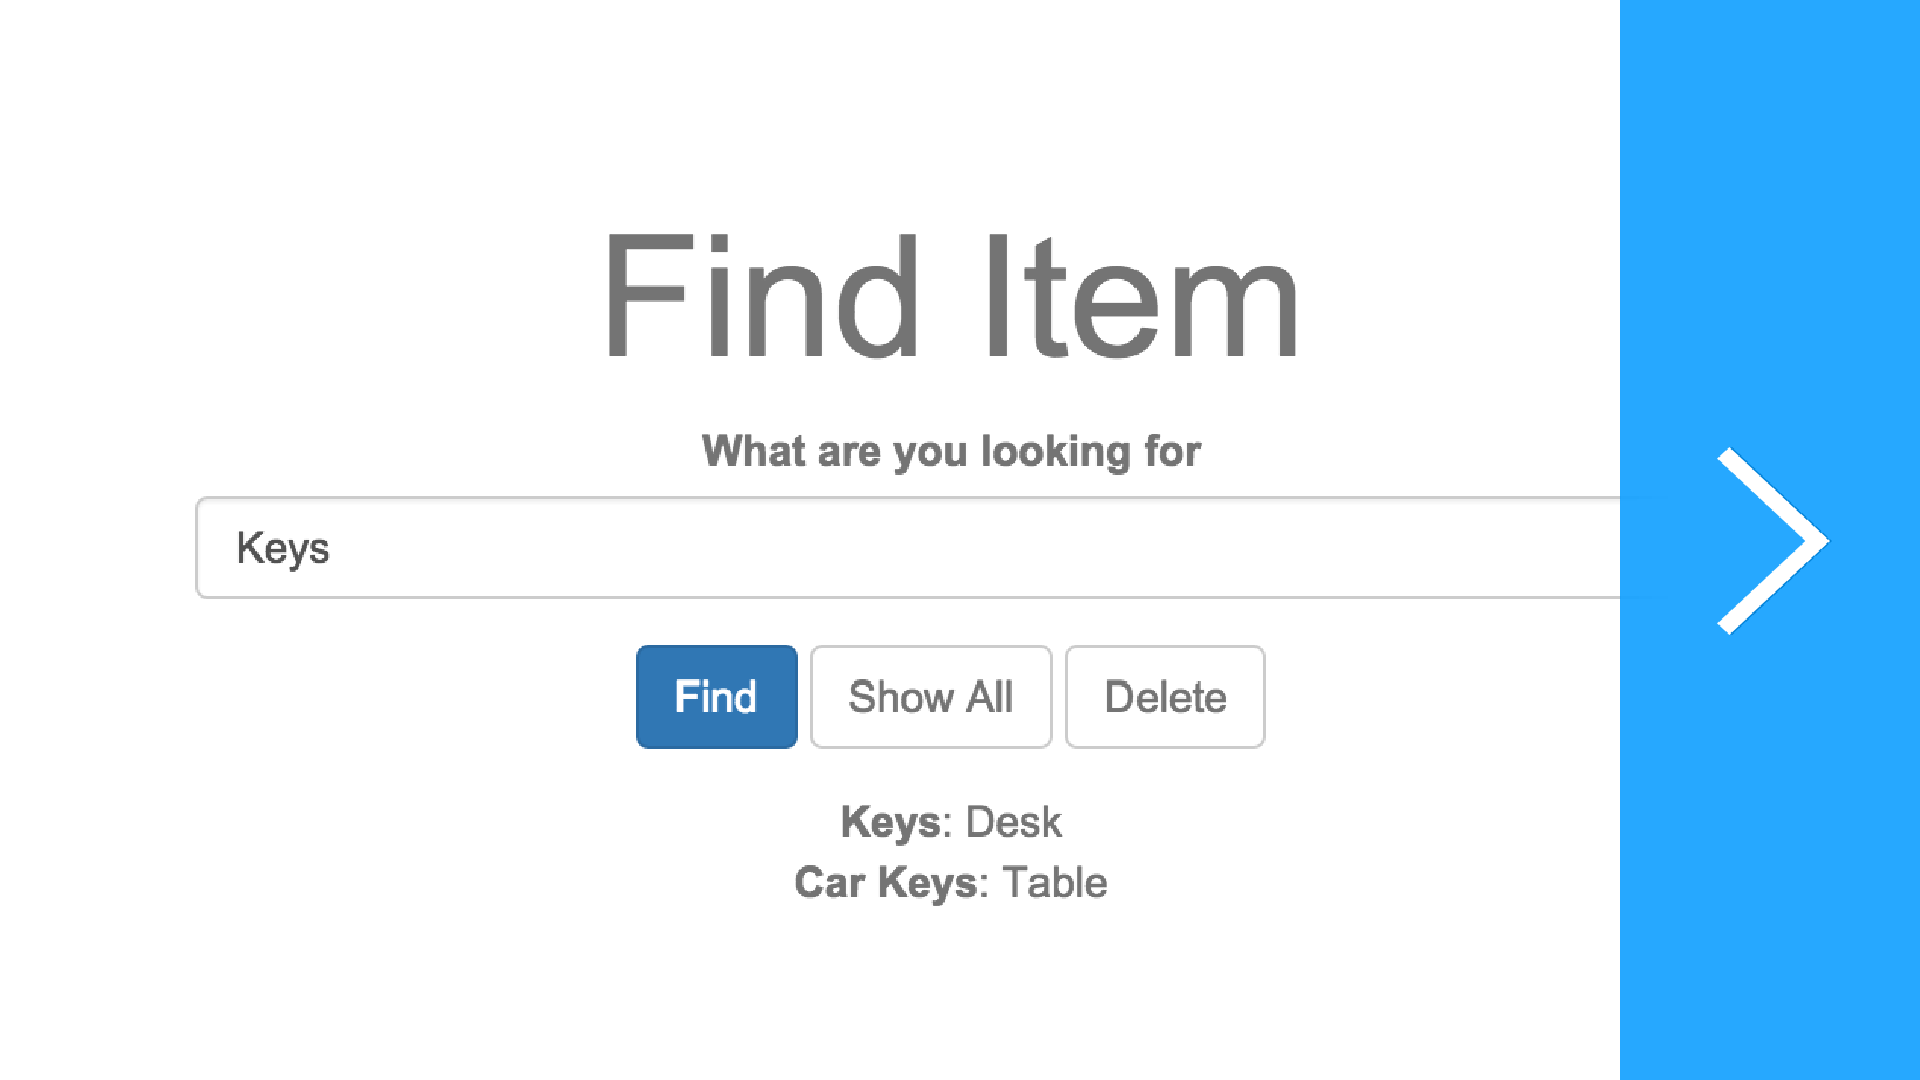 Find Item
What are you looking for
Keys
Find Show All Delete
Keys: Desk
Car Keys: Table